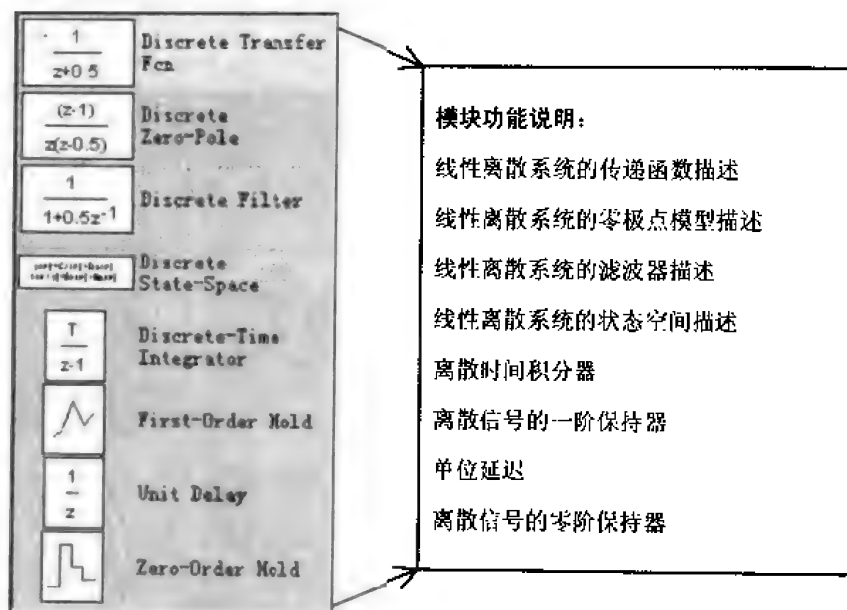 1
z+0.5
Discrete Transfer
Fcn
(z-1)
z(z-0.5)
Discrete
Zero-Pole
1
1+0.5z-1
Discrete Filter
Discrete
State-Space
T
z-1
Discrete-Time
Integrator
First-Order Hold
1
z
Unit Delay
Zero-Order Hold
模块功能说明：
线性离散系统的传递函数描述
线性离散系统的零极点模型描述
线性离散系统的滤波器描述
线性离散系统的状态空间描述
离散时间积分器
离散信号的一阶保持器
单位延迟
离散信号的零阶保持器